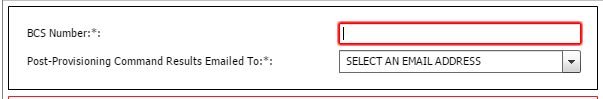 BCS Number:*:
Post-Provisioning Command Results Emailed To:*: SELECT AN EMAIL ADDRESS